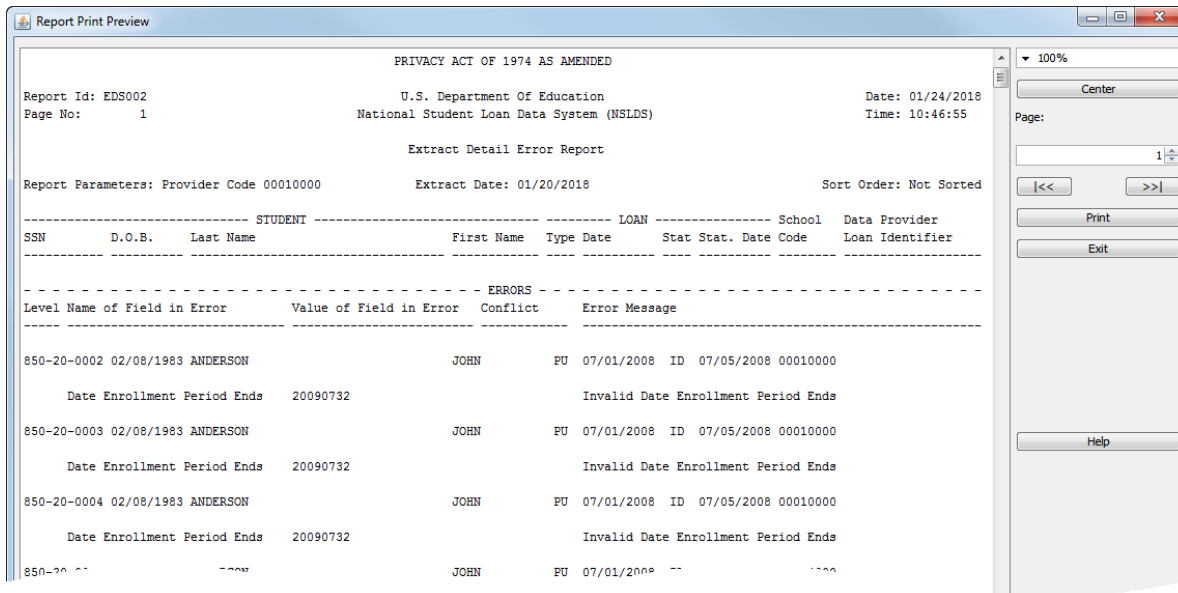 Report Print Preview
PRIVACY ACT OF 1974 AS AMENDED
Report Id: EDS002 U.S. Department Of Education Date: 01/24/2018
Page No: 1 National Student Loan Data System (NSLDS) Time: 10:46:55
Extract Detail Error Report
Report Parameters: Provider Code 00010000 Extract Date: 01/20/2018 Sort Order: Not Sorted
------------------------------- STUDENT ------------------------------- --------- LOAN ---------------- School Data Provider
SSN D.O.B. Last Name First Name Type Date Stat Stat. Date Code Loan Identifier
----------- ---------- ----------------------------------- ------------ ---- ---------- ---- ---------- -------- -------------------
- - - - - - - - - - - - - - - - - - - - - - - - - - - - - - - - ERRORS - - - - - - - - - - - - - - - - - - - - - - - - - - - - - - -
Level Name of Field in Error Value of Field in Error Conflict Error Message
----- ------------------------------ ------------------------- ------------ -------------------------------------------------------
850-20-0002 02/08/1983 ANDERSON JOHN PU 07/01/2008 ID 07/05/2008 00010000
Date Enrollment Period Ends 20090732 Invalid Date Enrollment Period Ends
850-20-0003 02/08/1983 ANDERSON JOHN PU 07/01/2008 ID 07/05/2008 00010000
Date Enrollment Period Ends 20090732 Invalid Date Enrollment Period Ends
850-20-0004 02/08/1983 ANDERSON JOHN PU 07/01/2008 ID 07/05/2008 00010000
Date Enrollment Period Ends 20090732 Invalid Date Enrollment Period Ends
JOHN PU
100%
Center
Page:
1
|<< >>|
Print
Exit
Help